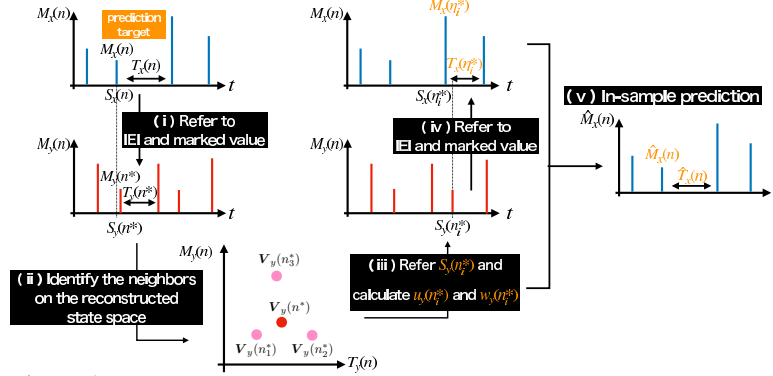 Mx(n)
prediction
target
Mx(n)
Tx(n)
t
Sx(n)
(i) Refer to
IEI and marked value
My(n)
My(n*)
Ty(n*)
t
Sy(n*)
(ii) Identify the neighbors
on the reconstructed
state space
My(n)
Vy(n3*)
Vy(n*)
Vy(n1*)
Vy(n2*)
Ty(n)
(iii) Refer Sy(ni*) and
calculate uy(ni*) and wy(ni*)
Mx(n)
Mx(ni*)
Tx(ni*)
t
Sx(ni*)
(iv) Refer to
IEI and marked value
My(n)
t
Sy(ni*)
(v) In-sample prediction
M̂x(n)
M̂x(n)
T̂x(n)